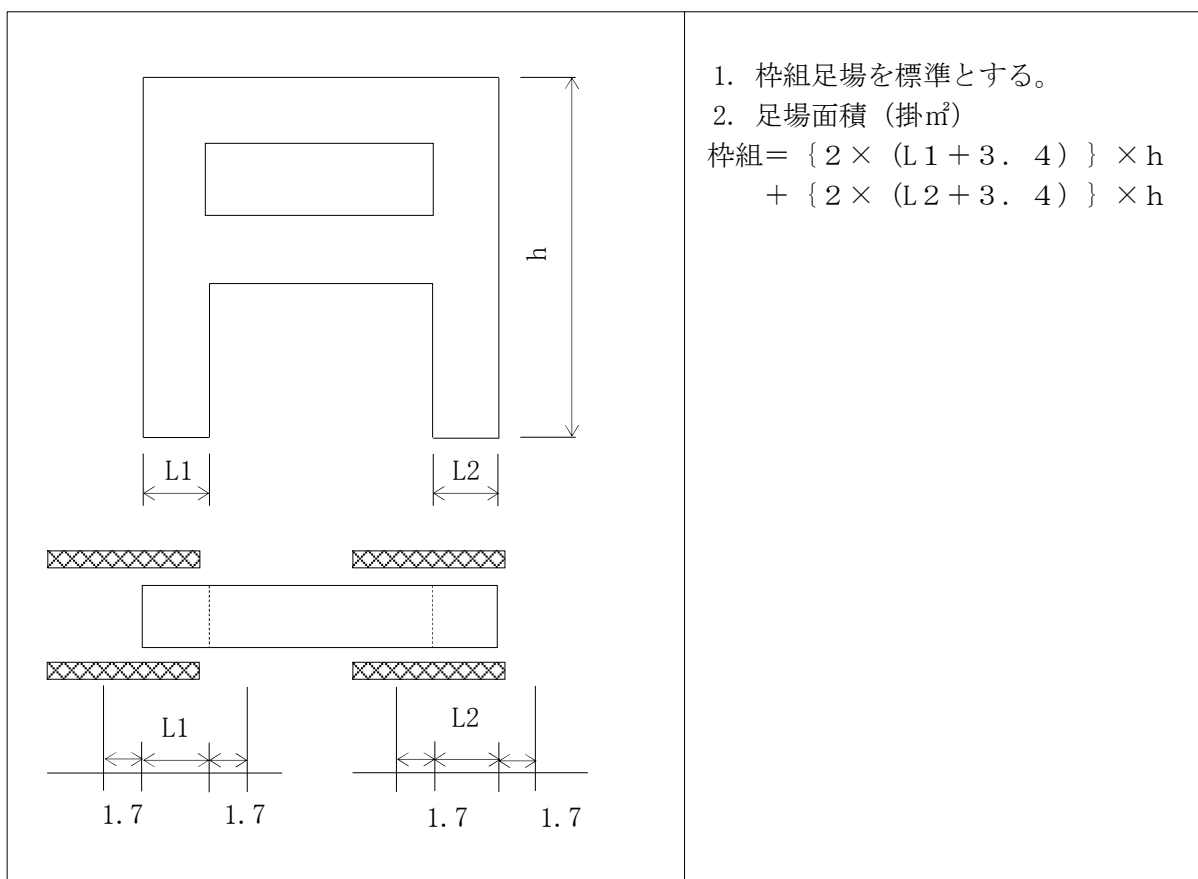 h
L1
L2
L1
L2
1.7
1.7
1.7
1.7
1. 枠組足場を標準とする。
2. 足場面積（掛㎡）
枠組＝｛２×（L１＋３．４）｝×ｈ
＋｛２×（L２＋３．４）｝×ｈ